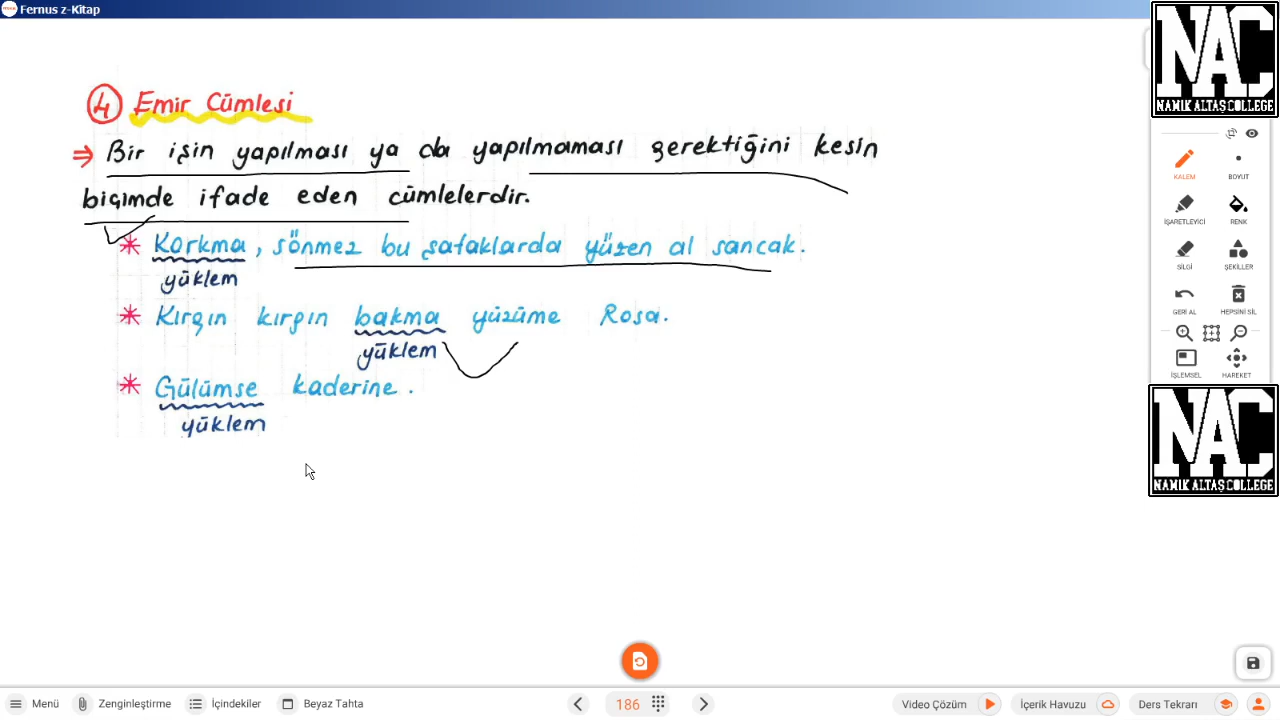 Fernus z-Kitap
NAC
NAMIK ALTAŞ COLLEGE
4 Emir Cümlesi
⇒ Bir işin yapılması ya da yapılmaması gerektiğini kesin
biçimde ifade eden cümlelerdir.
* Korkma, sönmez bu şafaklarda yüzen al sancak.
yüklem
* Kırgın kırgın bakma yüzüme Rosa.
yüklem
* Gülümse kaderine.
yüklem
KALEM
BOYUT
İŞARETLEYİCİ
RENK
SİLGİ
ŞEKİLLER
GERİ AL
HEPSİNİ SİL
İŞLEMSEL
HAREKET
NAC
NAMIK ALTAŞ COLLEGE
Menü
Zenginleştirme
İçindekiler
Beyaz Tahta
186
Video Çözüm
İçerik Havuzu
Ders Tekrarı